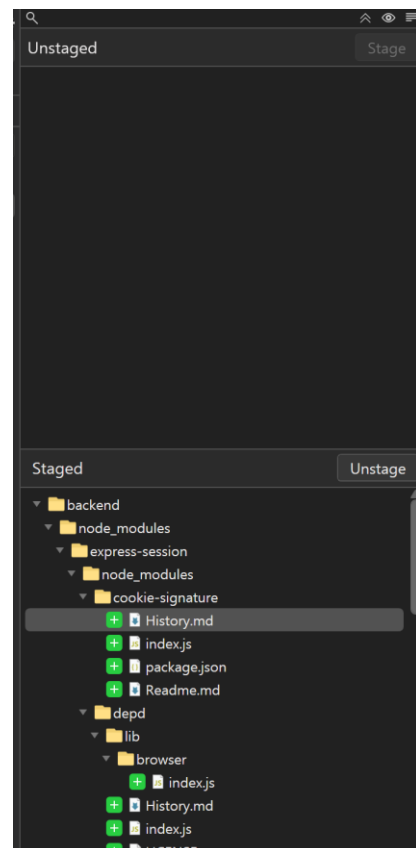 Unstaged Stage
Staged Unstage
backend
node_modules
express-session
node_modules
cookie-signature
History.md
index.js
package.json
Readme.md
depd
lib
browser
index.js
History.md
index.js